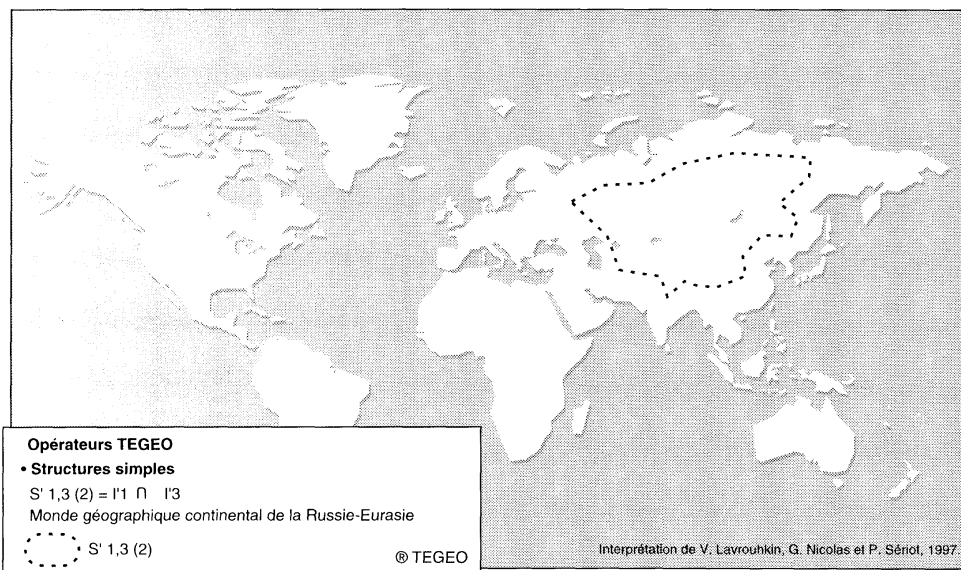 Opérateurs TEGEO
• Structures simples
S' 1,3 (2) = I'1 ∩ I'3
Monde géographique continental de la Russie-Eurasie
S' 1,3 (2)
® TEGEO
Interprétation de V. Lavroukhin, G. Nicolas et P. Sériot, 1997.